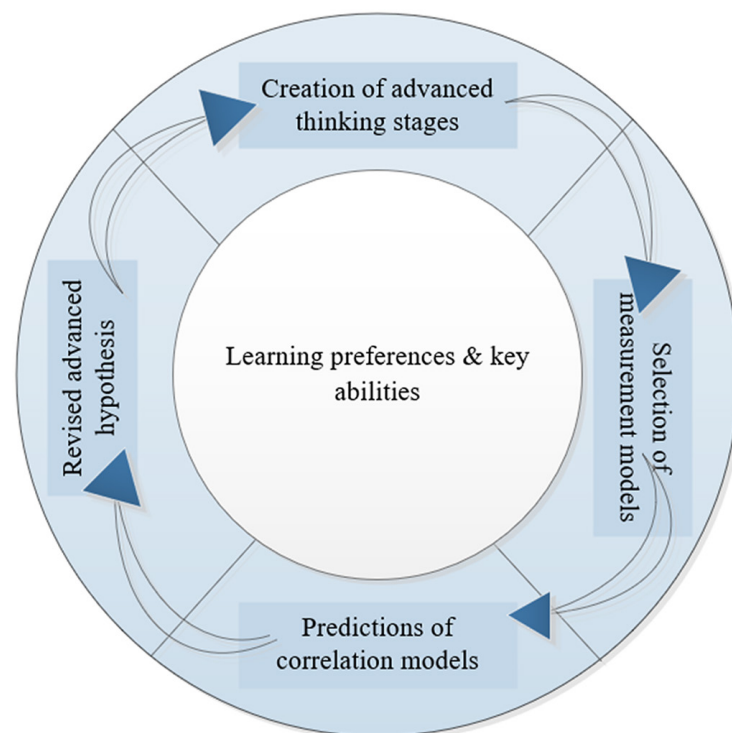 Creation of advanced
thinking stages
Selection of
measurement models
Predictions of
correlation models
Revised advanced
hypothesis
Learning preferences & key
abilities